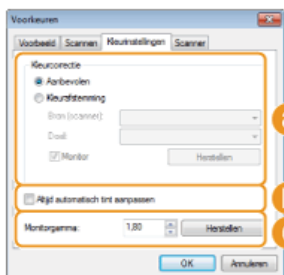 Voorkeuren
Voorbeeld Scannen Kleurinstellingen Scanner
Kleurcorrectie
Aanbevolen
Kleurafstemming
Bron (scanner):
Doel:
Monitor Herstellen
Altijd automatisch tint aanpassen
Monitorgamma: 1,80 Herstellen
OK Annuleren